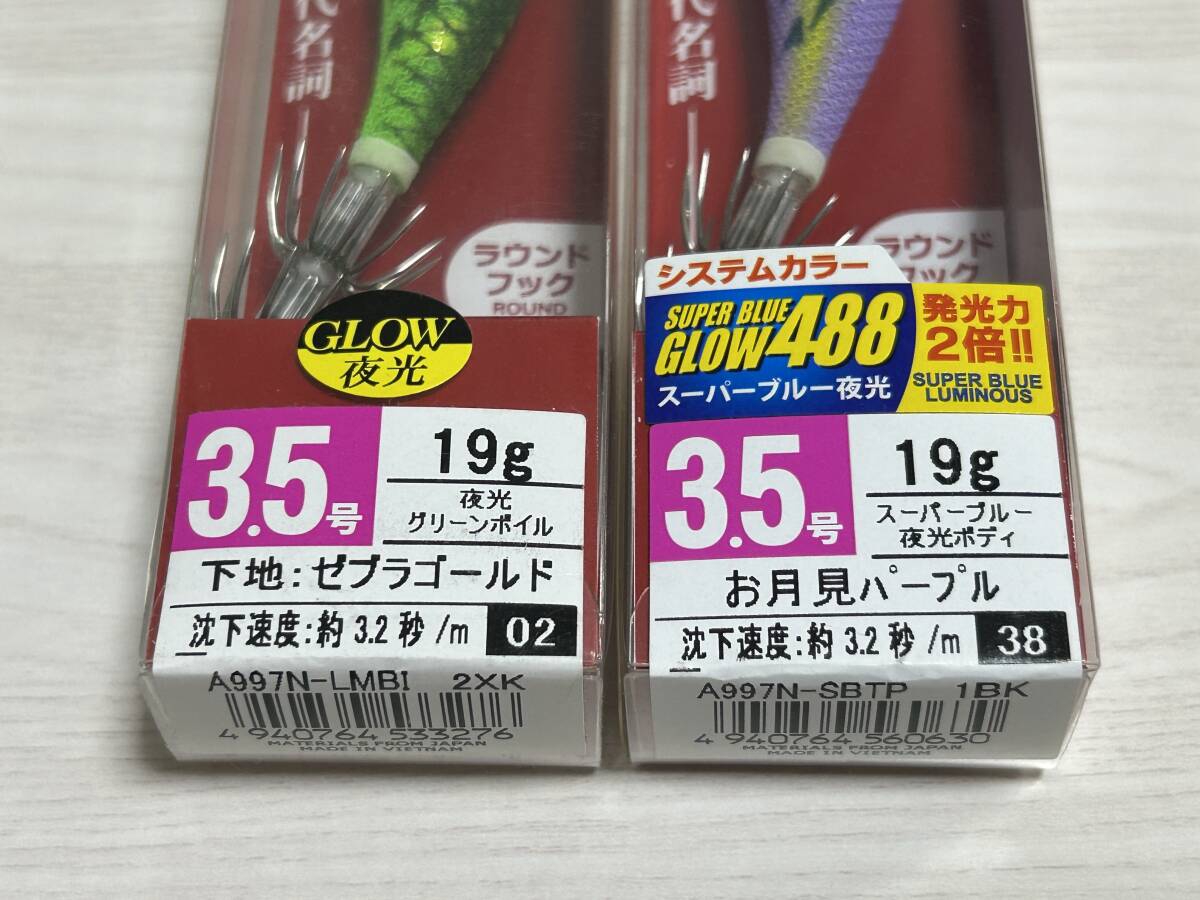 代名詞
ラウンド
フック
ROUND
GLOW
夜光
3.5号
19g
夜光
グリーンボイル
下地:ゼブラゴールド
沈下速度:約3.2秒/m
02
A997N-LMBI 2XK
4 940764 533276
MATERIALS FROM JAPAN
MADE IN VIETNAM
代名詞
ラウンド
フック
システムカラー
SUPER BLUE
GLOW488
スーパーブルー夜光
発光力
2倍!!
SUPER BLUE
LUMINOUS
3.5号
19g
スーパーブルー
夜光ボディ
お月見パープル
沈下速度:約3.2秒/m
38
A997N-SBTP 1BK
4 940764 560630
MATERIALS FROM JAPAN
MADE IN VIETNAM